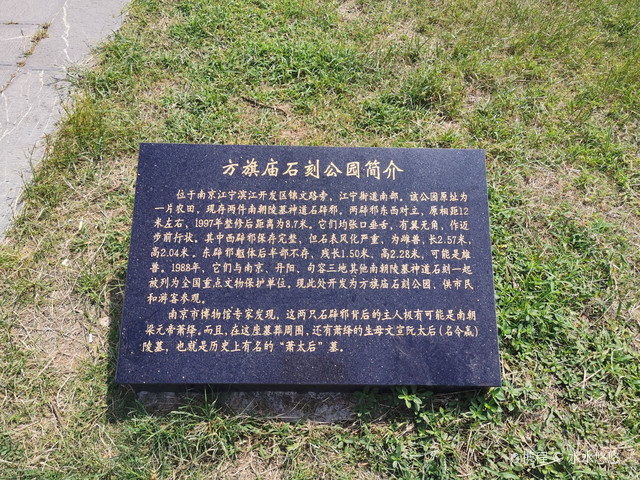 方旗庙石刻公园简介
位于南京江宁滨江开发区锦文路旁，江宁街道南部。该公园原址为
一片农田。现存两件南朝陵墓神道石辟邪。两辟邪东西对立，原相距12
米左右，1997年整修后距离为8.7米。它们均张口垂舌，有翼无角，作迈
步前行状。其中西辟邪保存完整，但石表风化严重，为雌兽，长2.57米，
高2.04米。东辟邪躯体后半部不存，残长1.50米，高2.28米，可能是雄
兽。1988年，它们与南京、丹阳、句容三地其他南朝陵墓神道石刻一起
被列为全国重点文物保护单位。现此处开发为方旗庙石刻公园，供市民
和游客参观。
南京市博物馆专家发现，这两只石辟邪背后的主人极有可能是南朝
梁元帝萧绎。而且，在这座墓葬周围，还有萧绎的生母文宣阮太后（名令嬴）
陵墓，也就是历史上有名的“萧太后”墓。